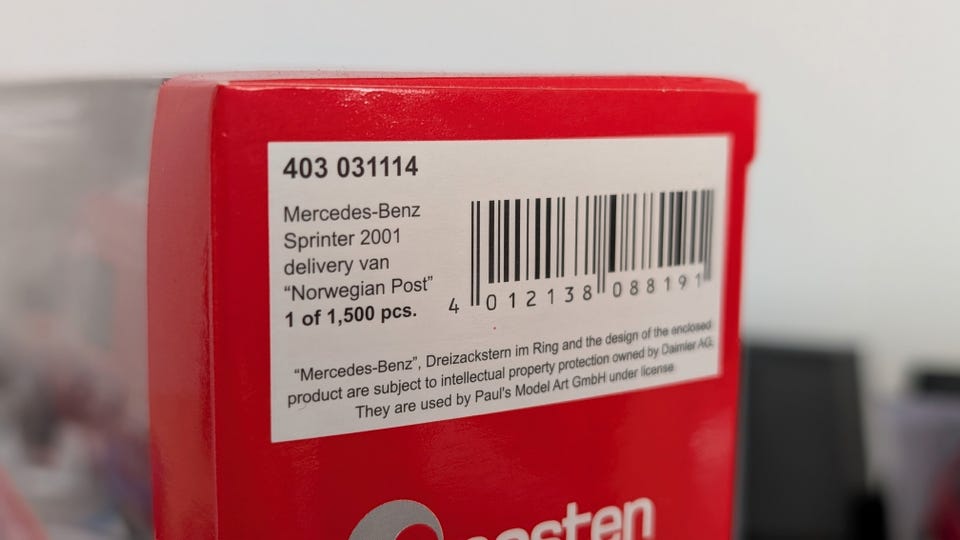 403 031114
Mercedes-Benz
Sprinter 2001
delivery van
“Norwegian Post”
1 of 1,500 pcs.
4 012138 088191
“Mercedes-Benz”, Dreizackstern im Ring and the design of the enclosed
product are subject to intellectual property protection owned by Daimler AG.
They are used by Paul's Model Art GmbH under license
posten